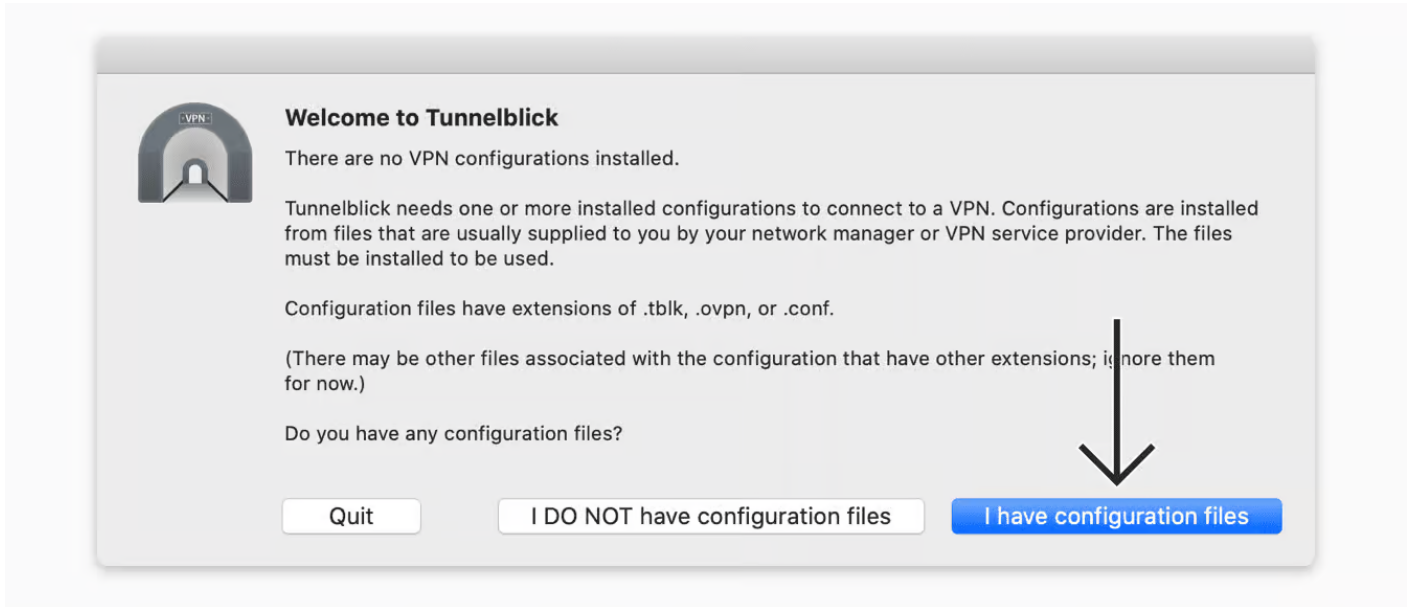 ·VPN·
Welcome to Tunnelblick
There are no VPN configurations installed.
Tunnelblick needs one or more installed configurations to connect to a VPN. Configurations are installed
from files that are usually supplied to you by your network manager or VPN service provider. The files
must be installed to be used.
Configuration files have extensions of .tblk, .ovpn, or .conf.
(There may be other files associated with the configuration that have other extensions; ignore them
for now.)
Do you have any configuration files?
Quit
I DO NOT have configuration files
I have configuration files